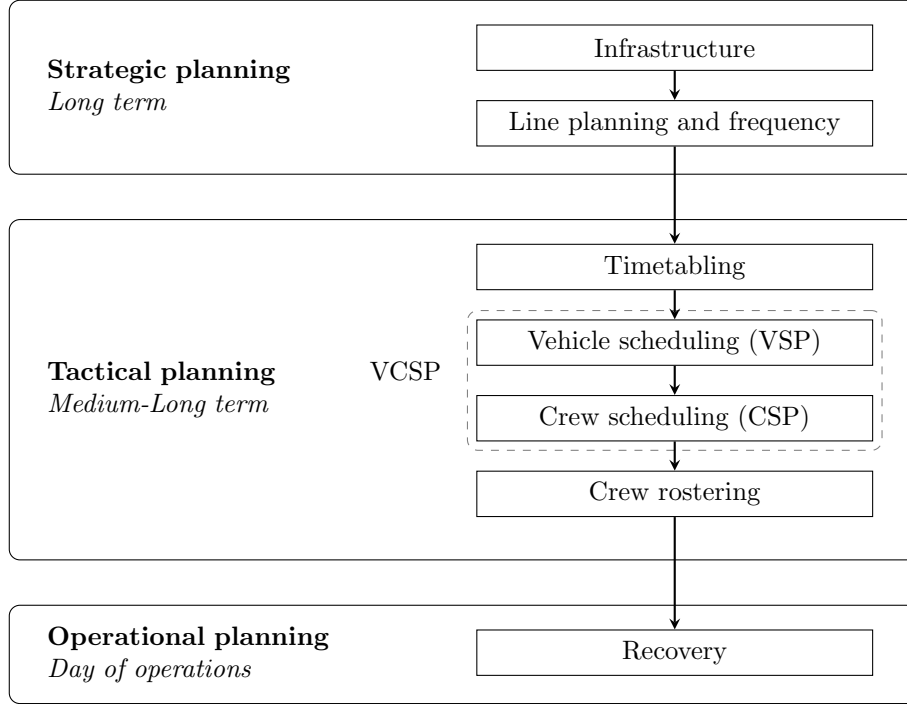 Strategic planning
Long term
Infrastructure
Line planning and frequency
Tactical planning
Medium-Long term
VCSP
Timetabling
Vehicle scheduling (VSP)
Crew scheduling (CSP)
Crew rostering
Operational planning
Day of operations
Recovery